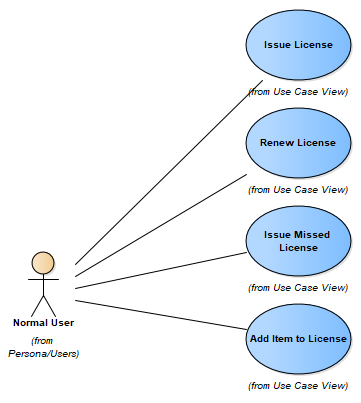 Issue License
(from Use Case View)
Renew License
(from Use Case View)
Issue Missed
License
(from Use Case View)
Normal User
(from
Persona/Users)
Add Item to License
(from Use Case View)